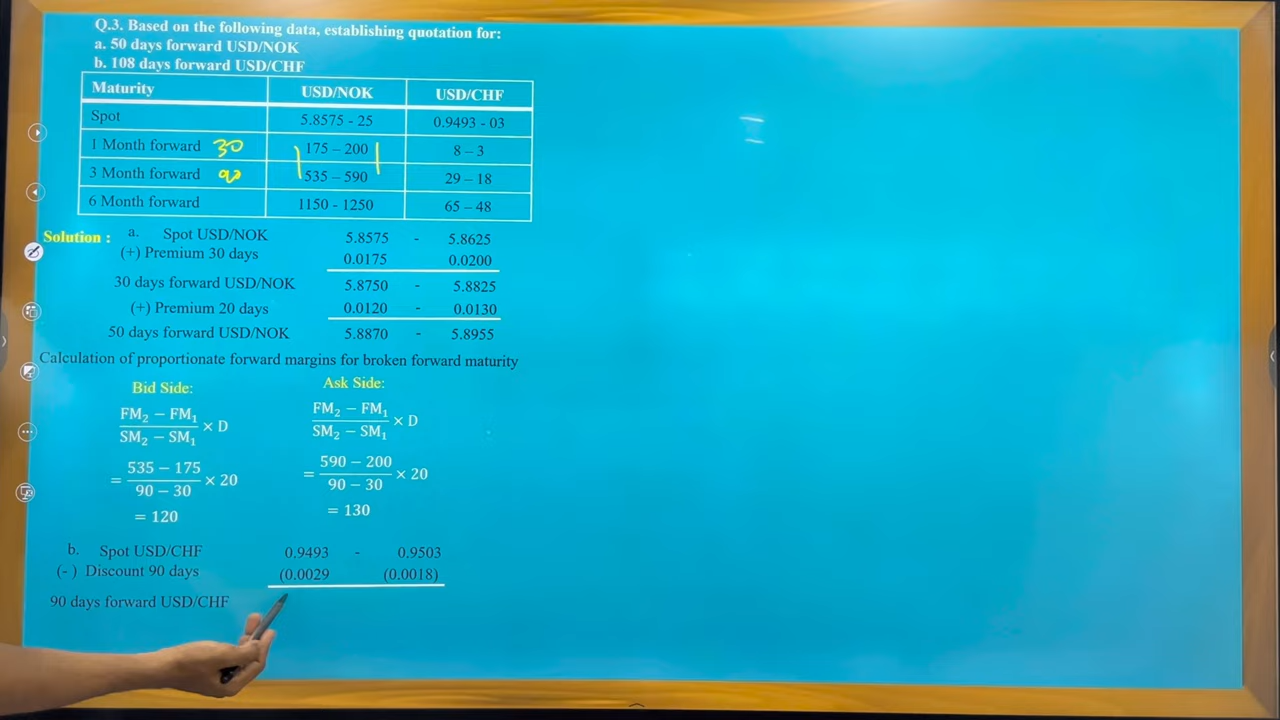 Q.3. Based on the following data, establishing quotation for:
a. 50 days forward USD/NOK
b. 108 days forward USD/CHF
Maturity USD/NOK USD/CHF
Spot 5.8575 - 25 0.9493 - 03
1 Month forward 30 175 – 200 8 – 3
3 Month forward 90 535 – 590 29 – 18
6 Month forward 1150 - 1250 65 – 48
Solution : a. Spot USD/NOK 5.8575 - 5.8625
(+) Premium 30 days 0.0175 0.0200
30 days forward USD/NOK 5.8750 - 5.8825
(+) Premium 20 days 0.0120 - 0.0130
50 days forward USD/NOK 5.8870 - 5.8955
Calculation of proportionate forward margins for broken forward maturity
Bid Side: Ask Side:
FM₂ − FM₁ FM₂ − FM₁
SM₂ − SM₁ × D SM₂ − SM₁ × D
= 535 − 175 = 590 − 200
90 − 30 × 20 90 − 30 × 20
= 120 = 130
b. Spot USD/CHF 0.9493 - 0.9503
(- ) Discount 90 days (0.0029 (0.0018)
90 days forward USD/CHF